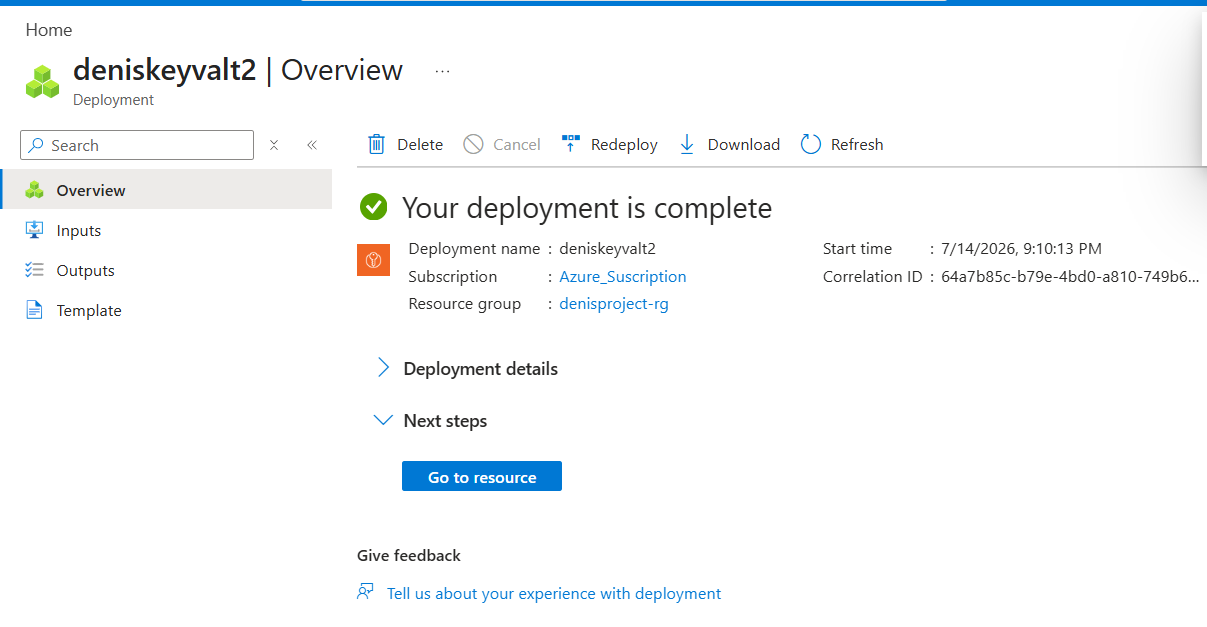 Home
deniskeyvalt2 | Overview ...
Deployment
Search
Overview
Inputs
Outputs
Template
Delete Cancel Redeploy Download Refresh
Your deployment is complete
Deployment name : deniskeyvalt2
Subscription : Azure_Suscription
Resource group : denisproject-rg
Start time : 7/14/2026, 9:10:13 PM
Correlation ID : 64a7b85c-b79e-4bd0-a810-749b6...
Deployment details
Next steps
Go to resource
Give feedback
Tell us about your experience with deployment